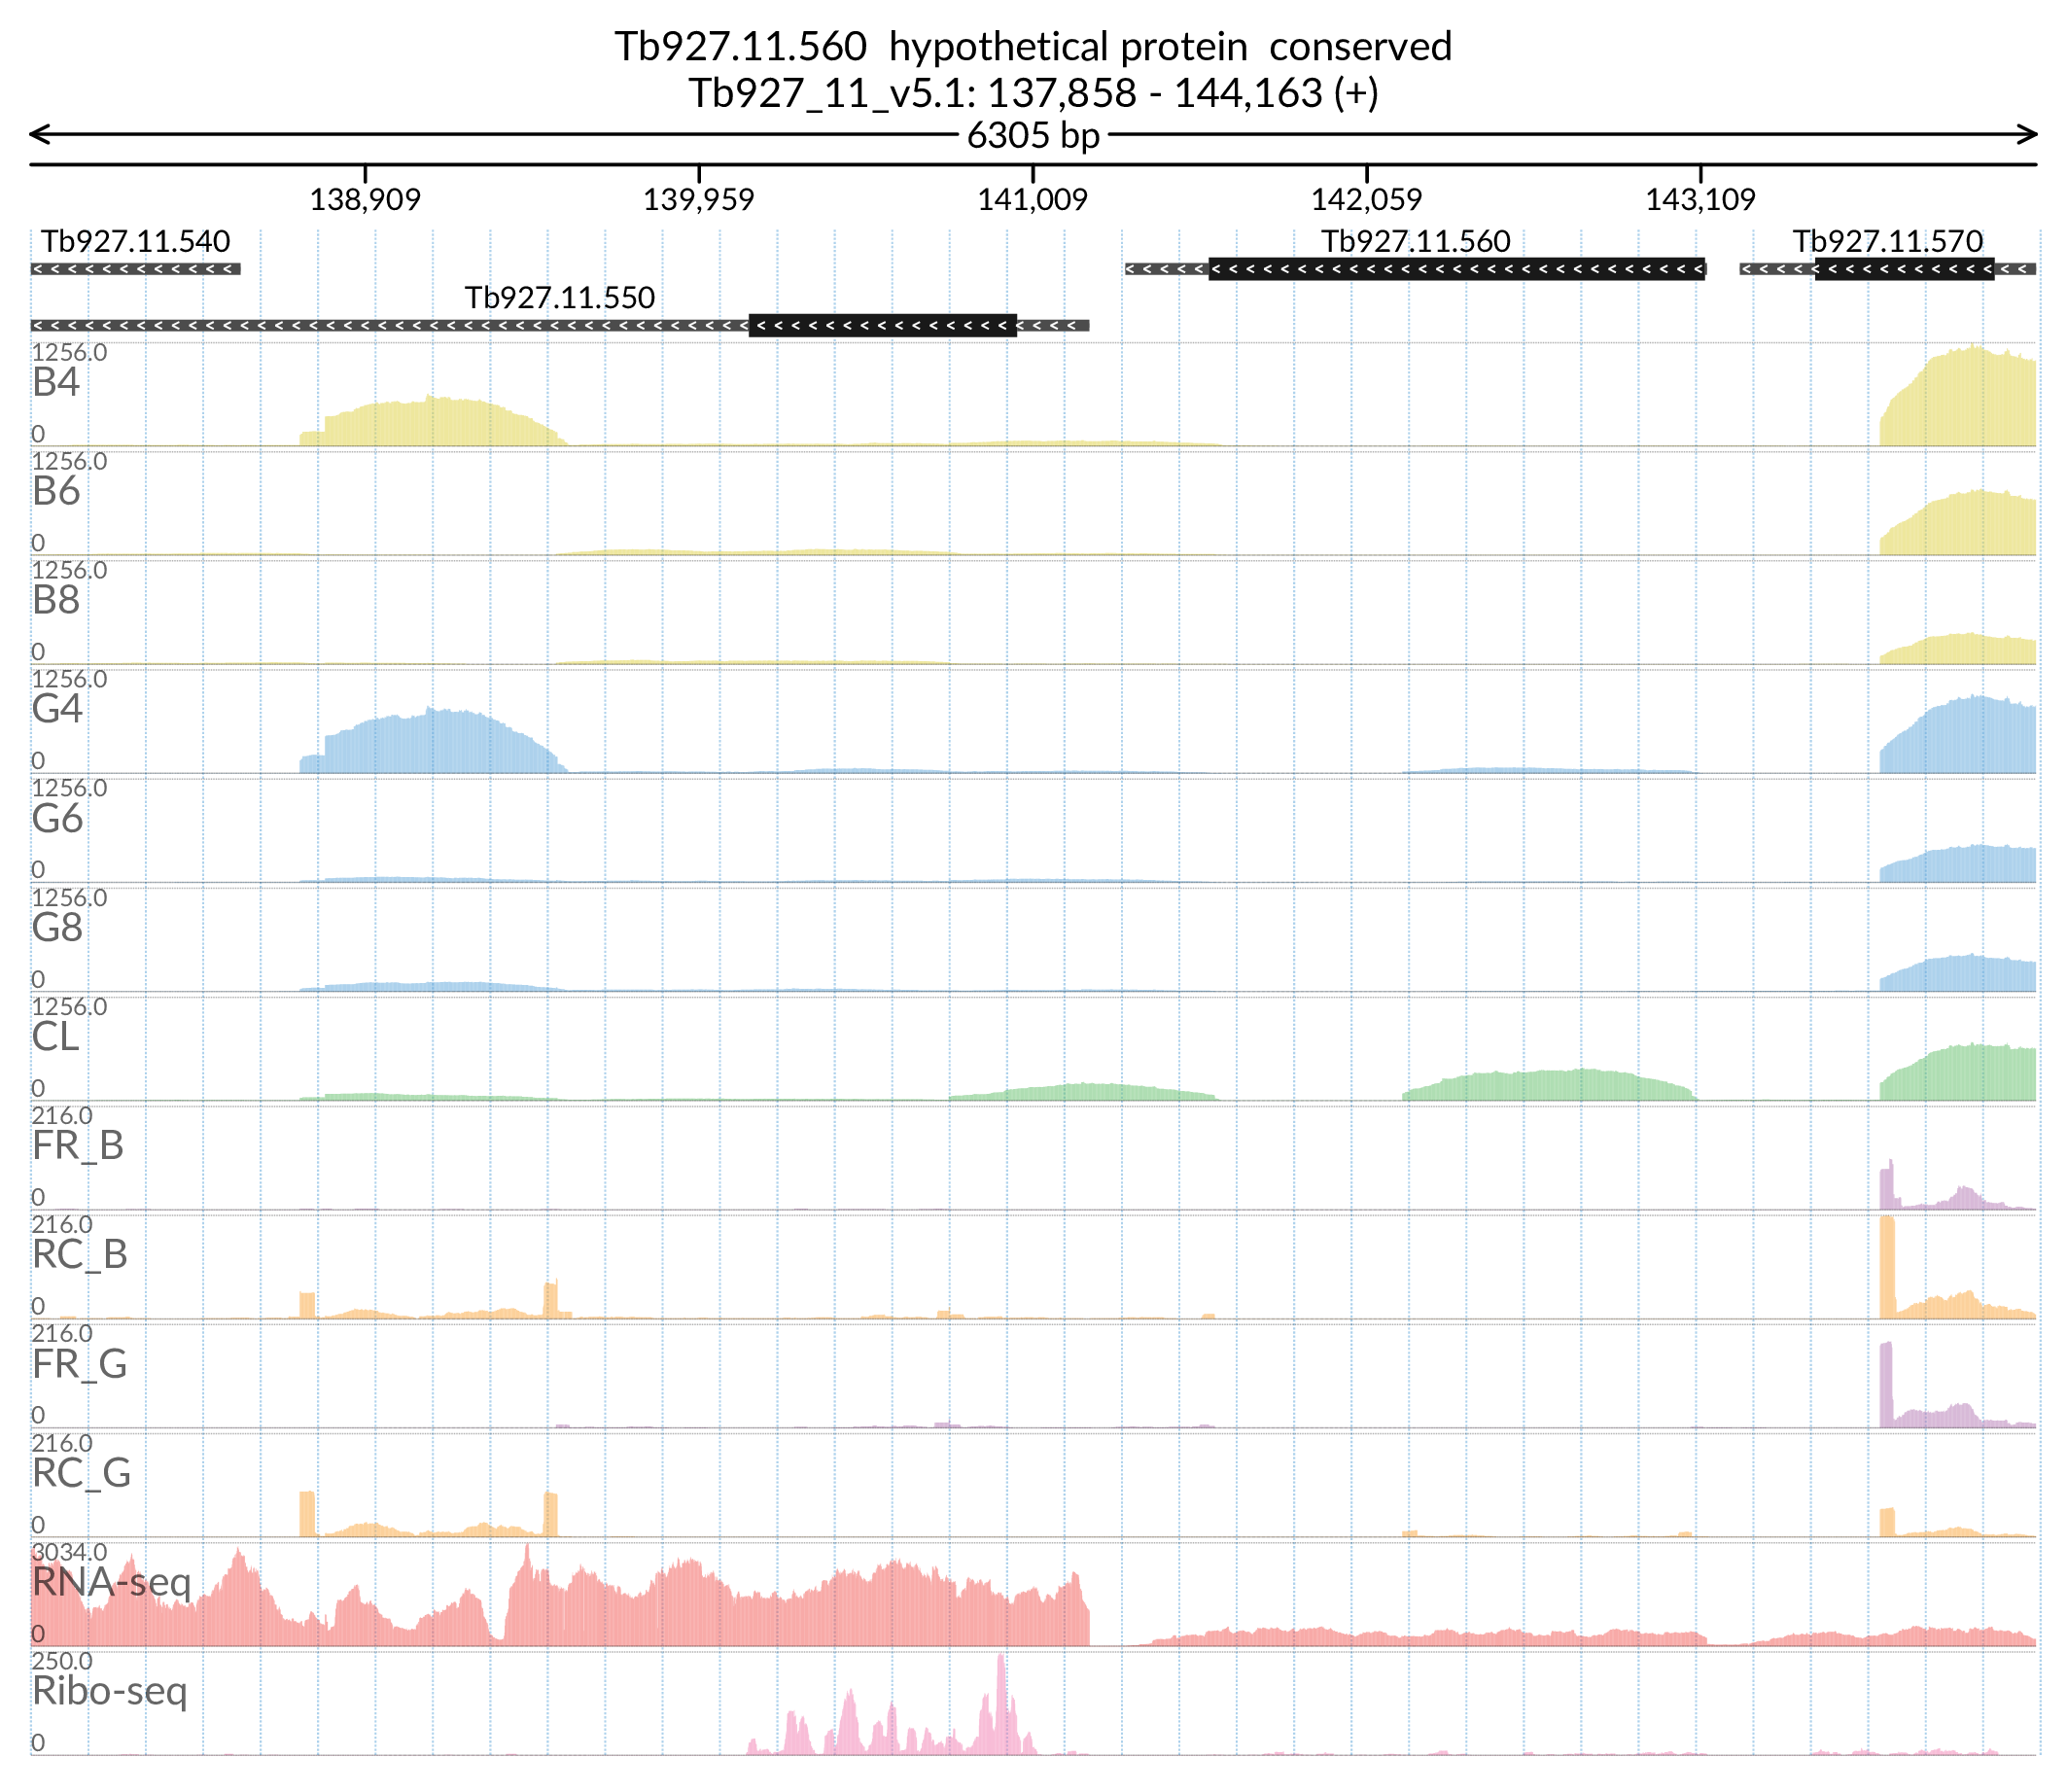 Tb927.11.560  hypothetical protein  conserved
Tb927_11_v5.1: 137,858 - 144,163 (+)
6305 bp
138,909 139,959 141,009 142,059 143,109
Tb927.11.540 Tb927.11.560 Tb927.11.570
Tb927.11.550
1256.0
B4
0
1256.0
B6
0
1256.0
B8
0
1256.0
G4
0
1256.0
G6
0
1256.0
G8
0
1256.0
CL
0
216.0
FR_B
0
216.0
RC_B
0
216.0
FR_G
0
216.0
RC_G
0
3034.0
RNA-seq
0
250.0
Ribo-seq
0